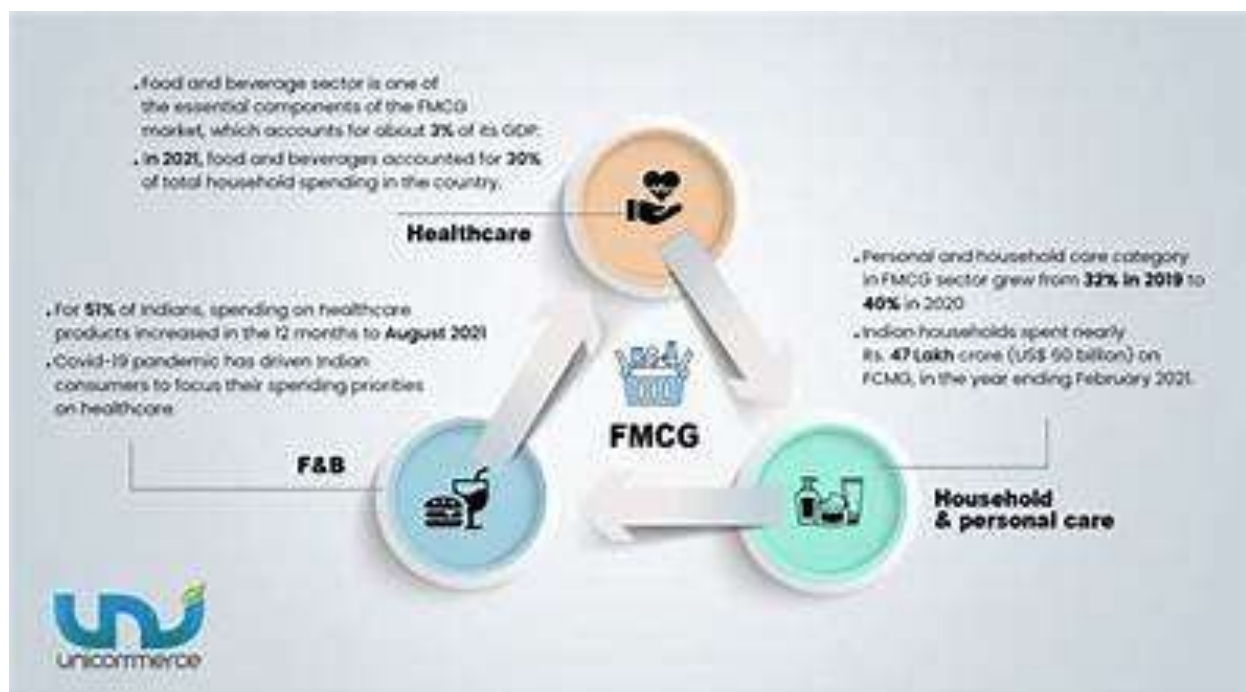 .Food and beverage sector is one of
the essential components of the FMCG
market, which accounts for about 3% of its GDP.
. In 2021, food and beverages accounted for 30%
of total household spending in the country.
Healthcare
.For 51% of Indians, spending on healthcare
products increased in the 12 months to August 2021
.Covid-19 pandemic has driven Indian
consumers to focus their spending priorities
on healthcare
F&B
FMCG
.Personal and household care category
in FMCG sector grew from 32% in 2019 to
40% in 2020
.Indian households spent nearly
Rs. 47 Lakh crore (US$ 60 billion) on
FCMG, in the year ending February 2021.
Household
& personal care
uni
unicommerce